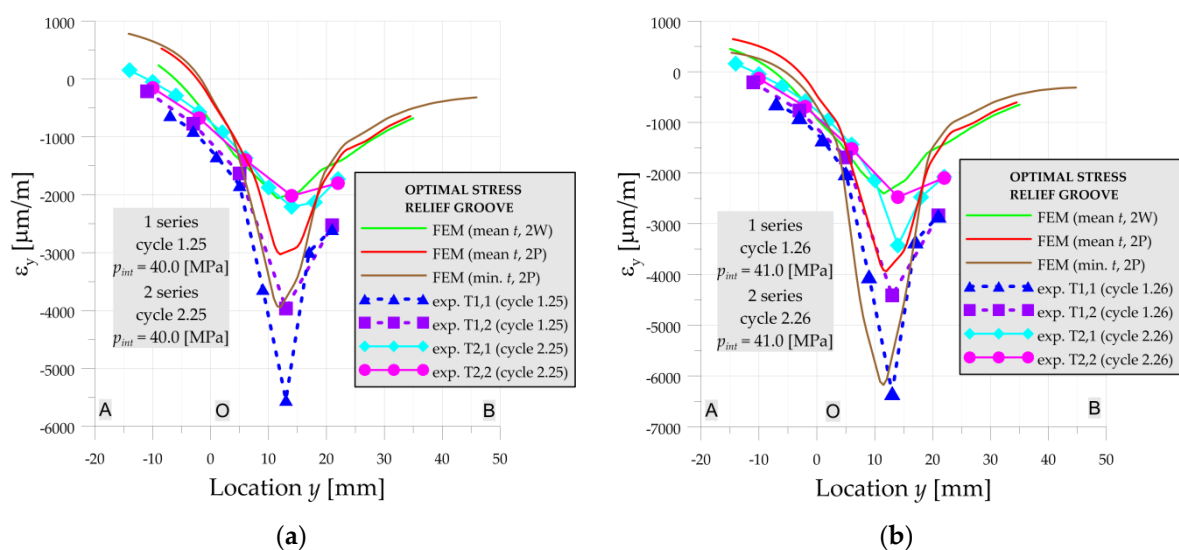 1000
0
-1000
-2000
-3000
-4000
-5000
-6000
εy [µm/m]
OPTIMAL STRESS
RELIEF GROOVE
FEM (mean t, 2W)
FEM (mean t, 2P)
FEM (min. t, 2P)
exp. T1,1 (cycle 1.25)
exp. T1,2 (cycle 1.25)
exp. T2,1 (cycle 2.25)
exp. T2,2 (cycle 2.25)
1 series
cycle 1.25
pint = 40.0 [MPa]
2 series
cycle 2.25
pint = 40.0 [MPa]
A
O
B
-20 -10 0 10 20 30 40 50
Location y [mm]
(a)
1000
0
-1000
-2000
-3000
-4000
-5000
-6000
-7000
εy [µm/m]
OPTIMAL STRESS
RELIEF GROOVE
FEM (mean t, 2W)
FEM (mean t, 2P)
FEM (min. t, 2P)
exp. T1,1 (cycle 1.26)
exp. T1,2 (cycle 1.26)
exp. T2,1 (cycle 2.26)
exp. T2,2 (cycle 2.26)
1 series
cycle 1.26
pint = 41.0 [MPa]
2 series
cycle 2.26
pint = 41.0 [MPa]
A
O
B
-20 -10 0 10 20 30 40 50
Location y [mm]
(b)